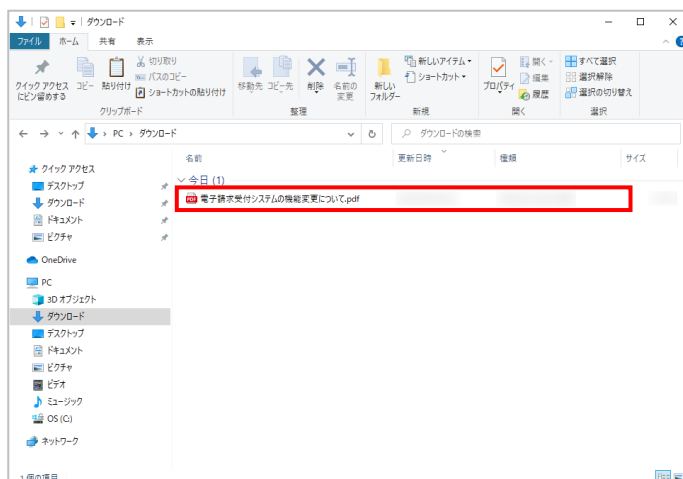 ダウンロード
ファイル ホーム 共有 表示
クイック アクセスにピン留めする
コピー
貼り付け
切り取り
パスのコピー
ショートカットの貼り付け
クリップボード
移動先
コピー先
削除
名前の変更
整理
新しいフォルダー
新しいアイテム
ショートカット
新規
プロパティ
開く
編集
履歴
開く
すべて選択
選択解除
選択の切り替え
選択
PC › ダウンロード
ダウンロードの検索
名前 更新日時 種類 サイズ
今日 (1)
PDF 電子請求受付システムの機能変更について.pdf
クイック アクセス
デスクトップ
ダウンロード
ドキュメント
ピクチャ
OneDrive
PC
3D オブジェクト
ダウンロード
デスクトップ
ドキュメント
ピクチャ
ビデオ
ミュージック
OS (C:)
ネットワーク
1 個の項目